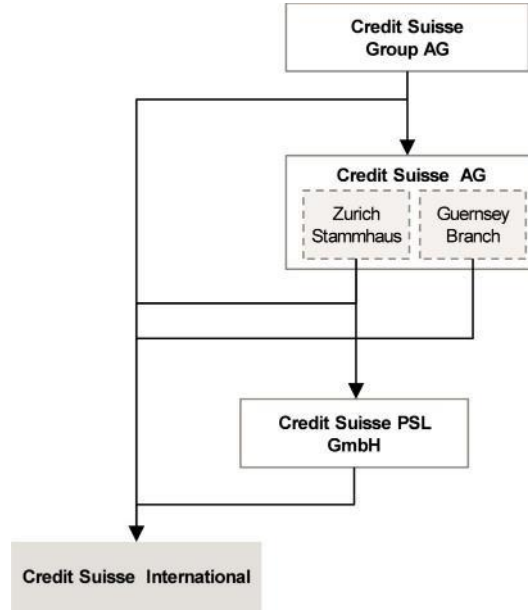 Credit Suisse
Group AG
Credit Suisse AG
Zurich
Stammhaus
Guernsey
Branch
Credit Suisse PSL
GmbH
Credit Suisse International